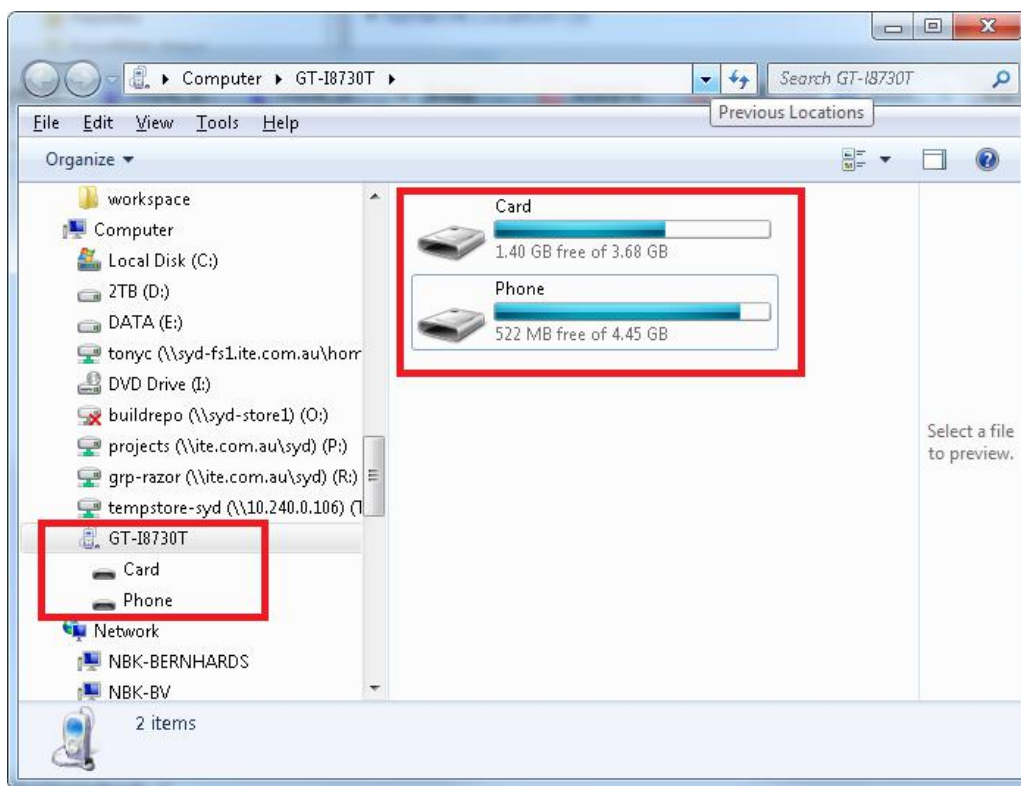 Computer ▸ GT-I8730T ▸
Search GT-I8730T
Previous Locations
File Edit View Tools Help
Organize
workspace
Computer
Local Disk (C:)
2TB (D:)
DATA (E:)
tonyc (\\syd-fs1.ite.com.au\hom
DVD Drive (I:)
buildrepo (\\syd-store1) (O:)
projects (\\ite.com.au\syd) (P:)
grp-razor (\\ite.com.au\syd) (R:)
tempstore-syd (\\10.240.0.106) (T
GT-I8730T
Card
Phone
Network
NBK-BERNHARDS
NBK-BV
Card
1.40 GB free of 3.68 GB
Phone
522 MB free of 4.45 GB
Select a file
to preview.
2 items